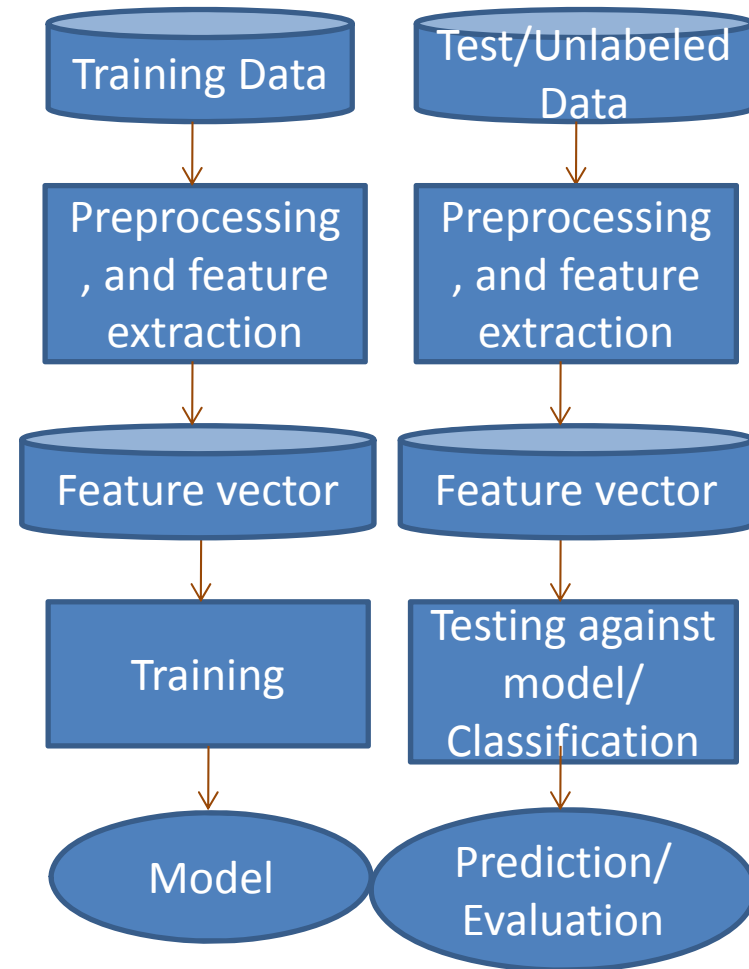 Training Data
Preprocessing
, and feature
extraction
Feature vector
Training
Model
Test/Unlabeled
Data
Preprocessing
, and feature
extraction
Feature vector
Testing against
model/
Classification
Prediction/
Evaluation